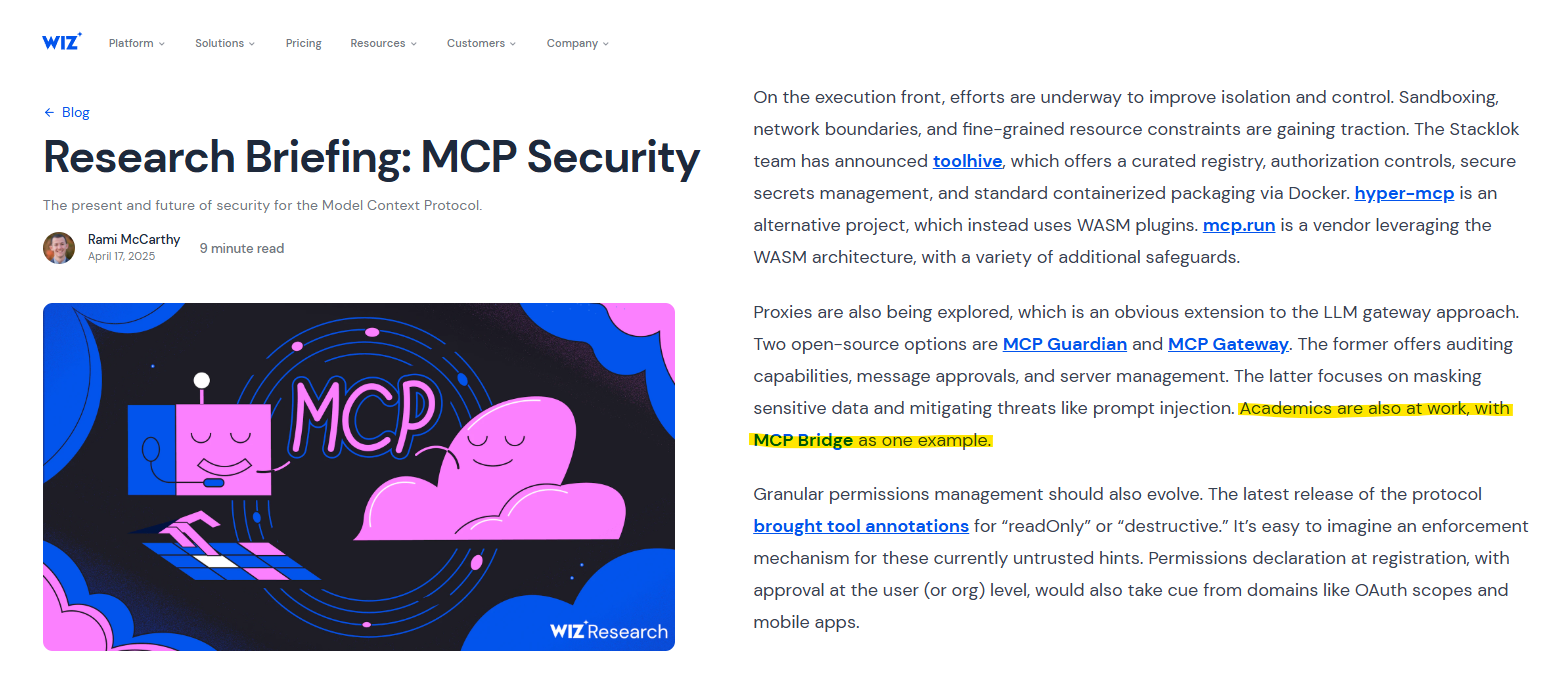 WIZ
Platform
Solutions
Pricing
Resources
Customers
Company
← Blog
Research Briefing: MCP Security
The present and future of security for the Model Context Protocol.
Rami McCarthy
April 17, 2025
9 minute read
MCP
WIZ Research
On the execution front, efforts are underway to improve isolation and control. Sandboxing,
network boundaries, and fine-grained resource constraints are gaining traction. The Stacklok
team has announced toolhive, which offers a curated registry, authorization controls, secure
secrets management, and standard containerized packaging via Docker. hyper-mcp is an
alternative project, which instead uses WASM plugins. mcp.run is a vendor leveraging the
WASM architecture, with a variety of additional safeguards.
Proxies are also being explored, which is an obvious extension to the LLM gateway approach.
Two open-source options are MCP Guardian and MCP Gateway. The former offers auditing
capabilities, message approvals, and server management. The latter focuses on masking
sensitive data and mitigating threats like prompt injection. Academics are also at work, with
MCP Bridge as one example.
Granular permissions management should also evolve. The latest release of the protocol
brought tool annotations for “readOnly” or “destructive.” It’s easy to imagine an enforcement
mechanism for these currently untrusted hints. Permissions declaration at registration, with
approval at the user (or org) level, would also take cue from domains like OAuth scopes and
mobile apps.